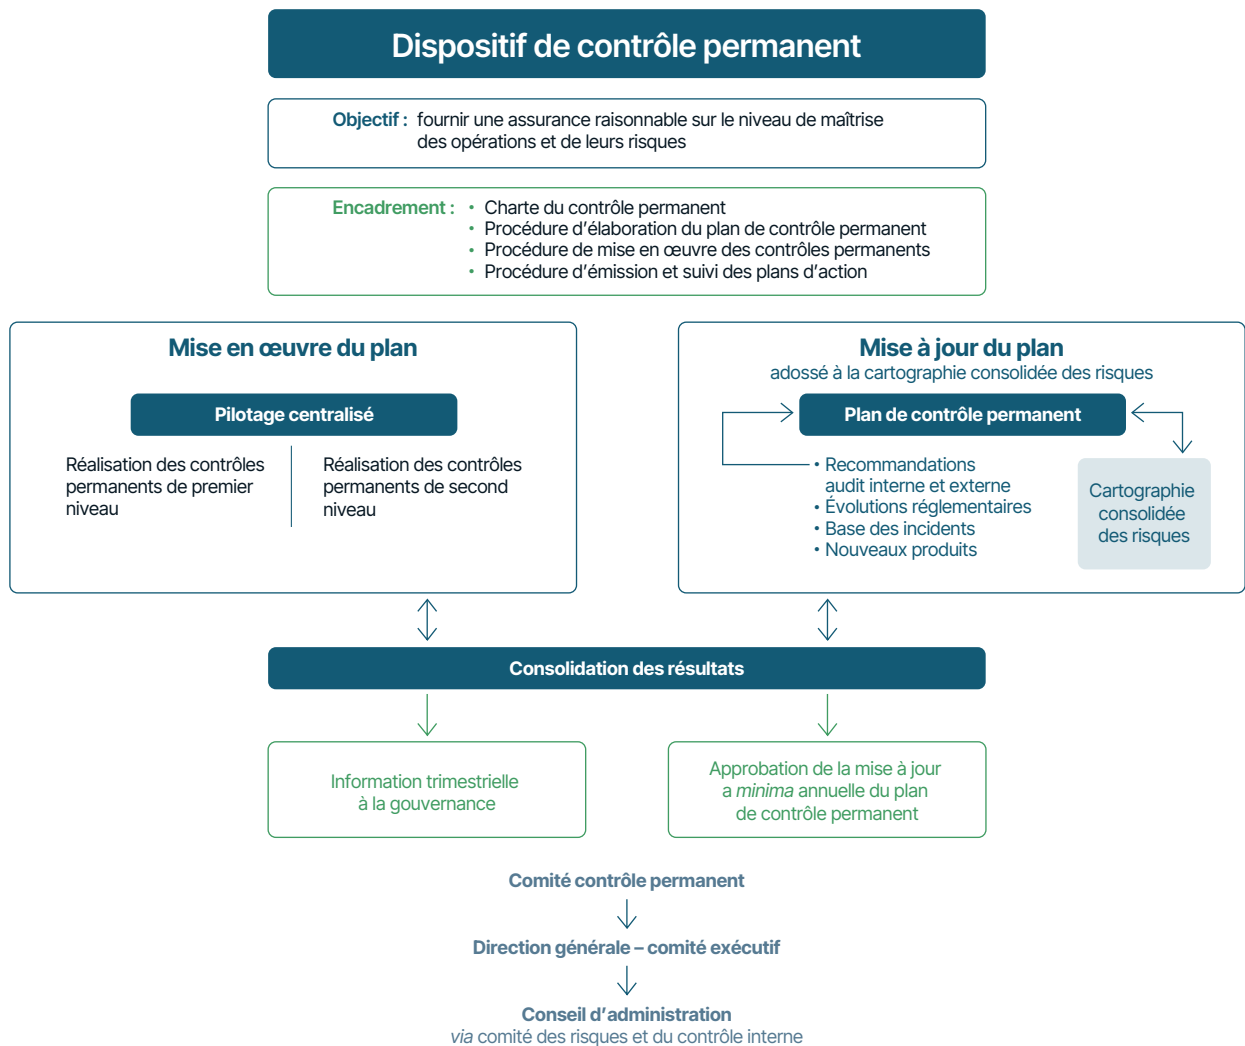 Dispositif de contrôle permanent
Objectif : fournir une assurance raisonnable sur le niveau de maîtrise
des opérations et de leurs risques
Encadrement : • Charte du contrôle permanent
• Procédure d’élaboration du plan de contrôle permanent
• Procédure de mise en œuvre des contrôles permanents
• Procédure d’émission et suivi des plans d’action
Mise en œuvre du plan
Pilotage centralisé
Réalisation des contrôles
permanents de premier
niveau
Réalisation des contrôles
permanents de second
niveau
Mise à jour du plan
adossé à la cartographie consolidée des risques
Plan de contrôle permanent
• Recommandations
audit interne et externe
• Évolutions réglementaires
• Base des incidents
• Nouveaux produits
Cartographie
consolidée
des risques
Consolidation des résultats
Information trimestrielle
à la gouvernance
Approbation de la mise à jour
a minima annuelle du plan
de contrôle permanent
Comité contrôle permanent
Direction générale – comité exécutif
Conseil d’administration
via comité des risques et du contrôle interne